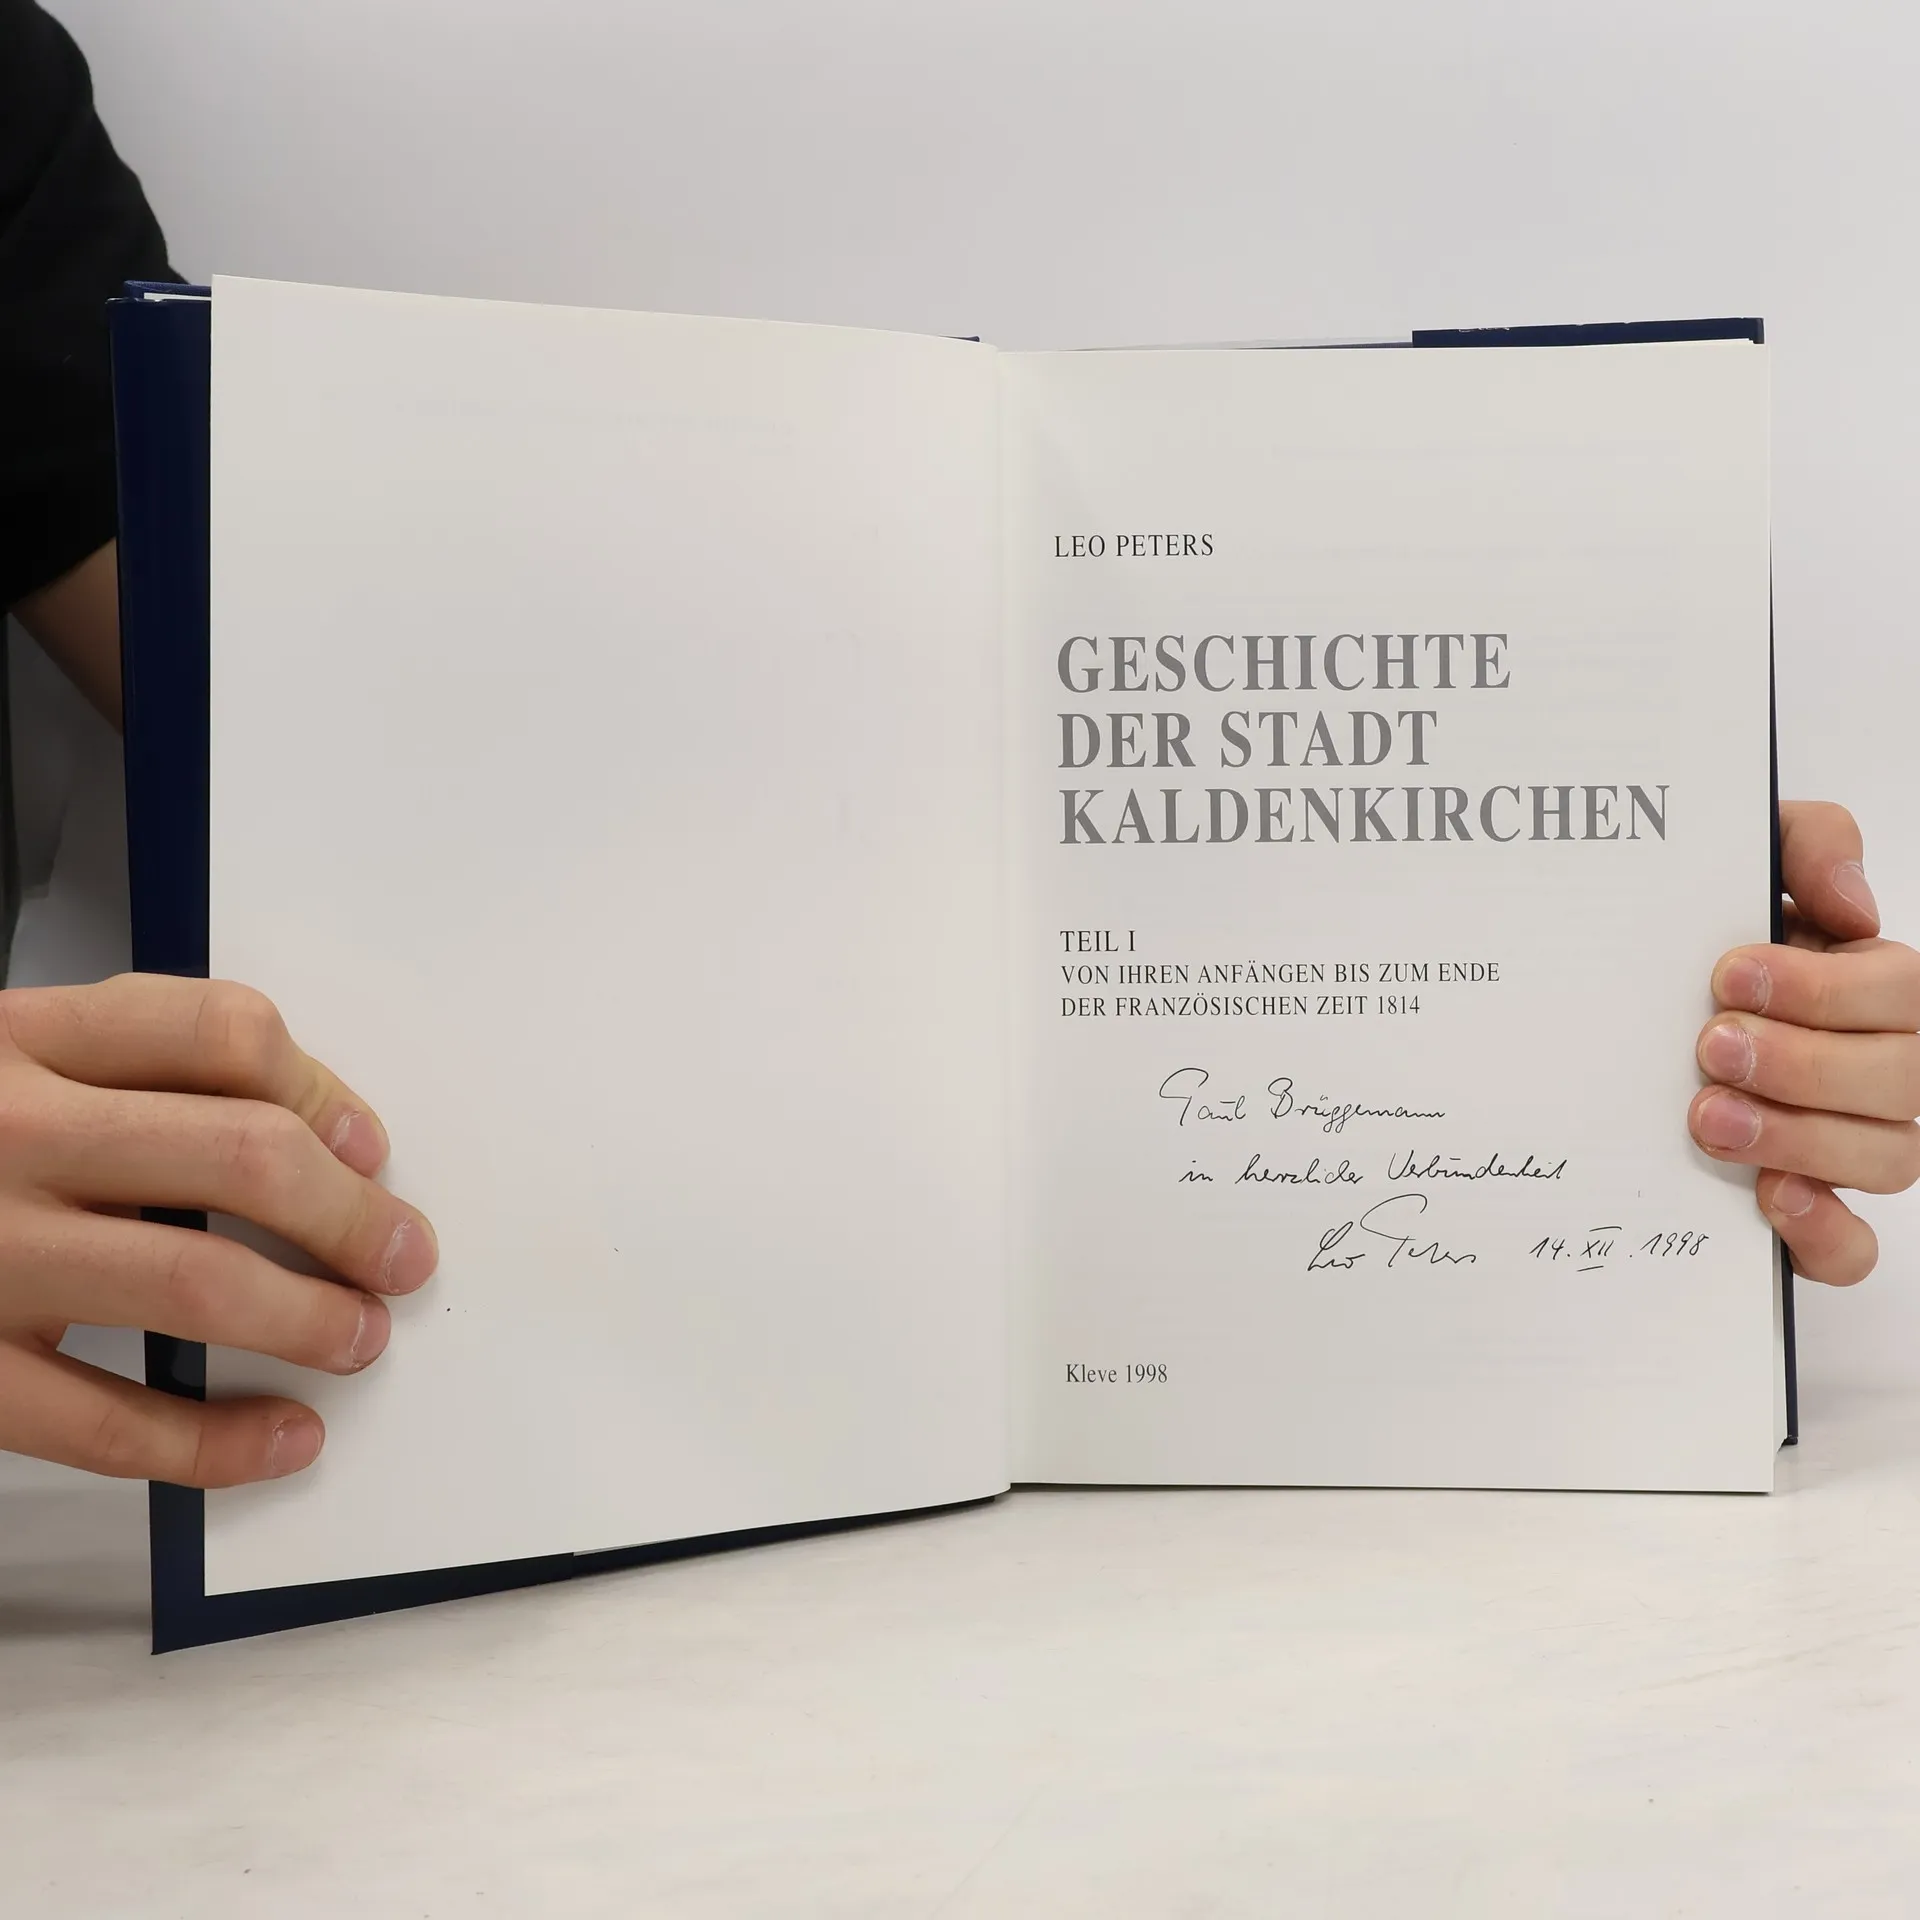 LEO PETERS
GESCHICHTE
DER STADT
KALDENKIRCHEN
TEIL I
VON IHREN ANFÄNGEN BIS ZUM ENDE
DER FRANZÖSISCHEN ZEIT 1814
Paul Brüggemann
in herzlicher Verbundenheit
Leo Peters 14. XII. 1998
Kleve 1998